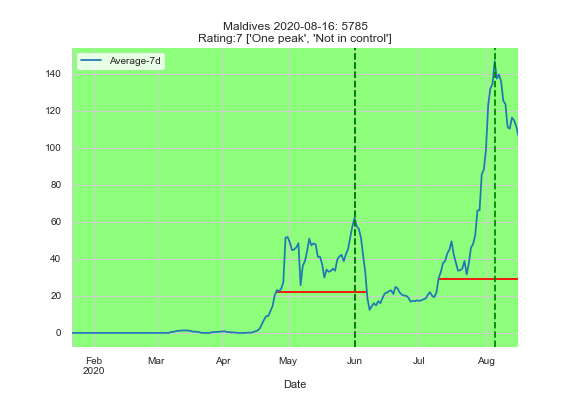 Maldives 2020-08-16: 5785
Rating:7 ['One peak', 'Not in control']
Average-7d
140
120
100
80
60
40
20
0
Feb
2020
Mar
Apr
May
Jun
Jul
Aug
Date